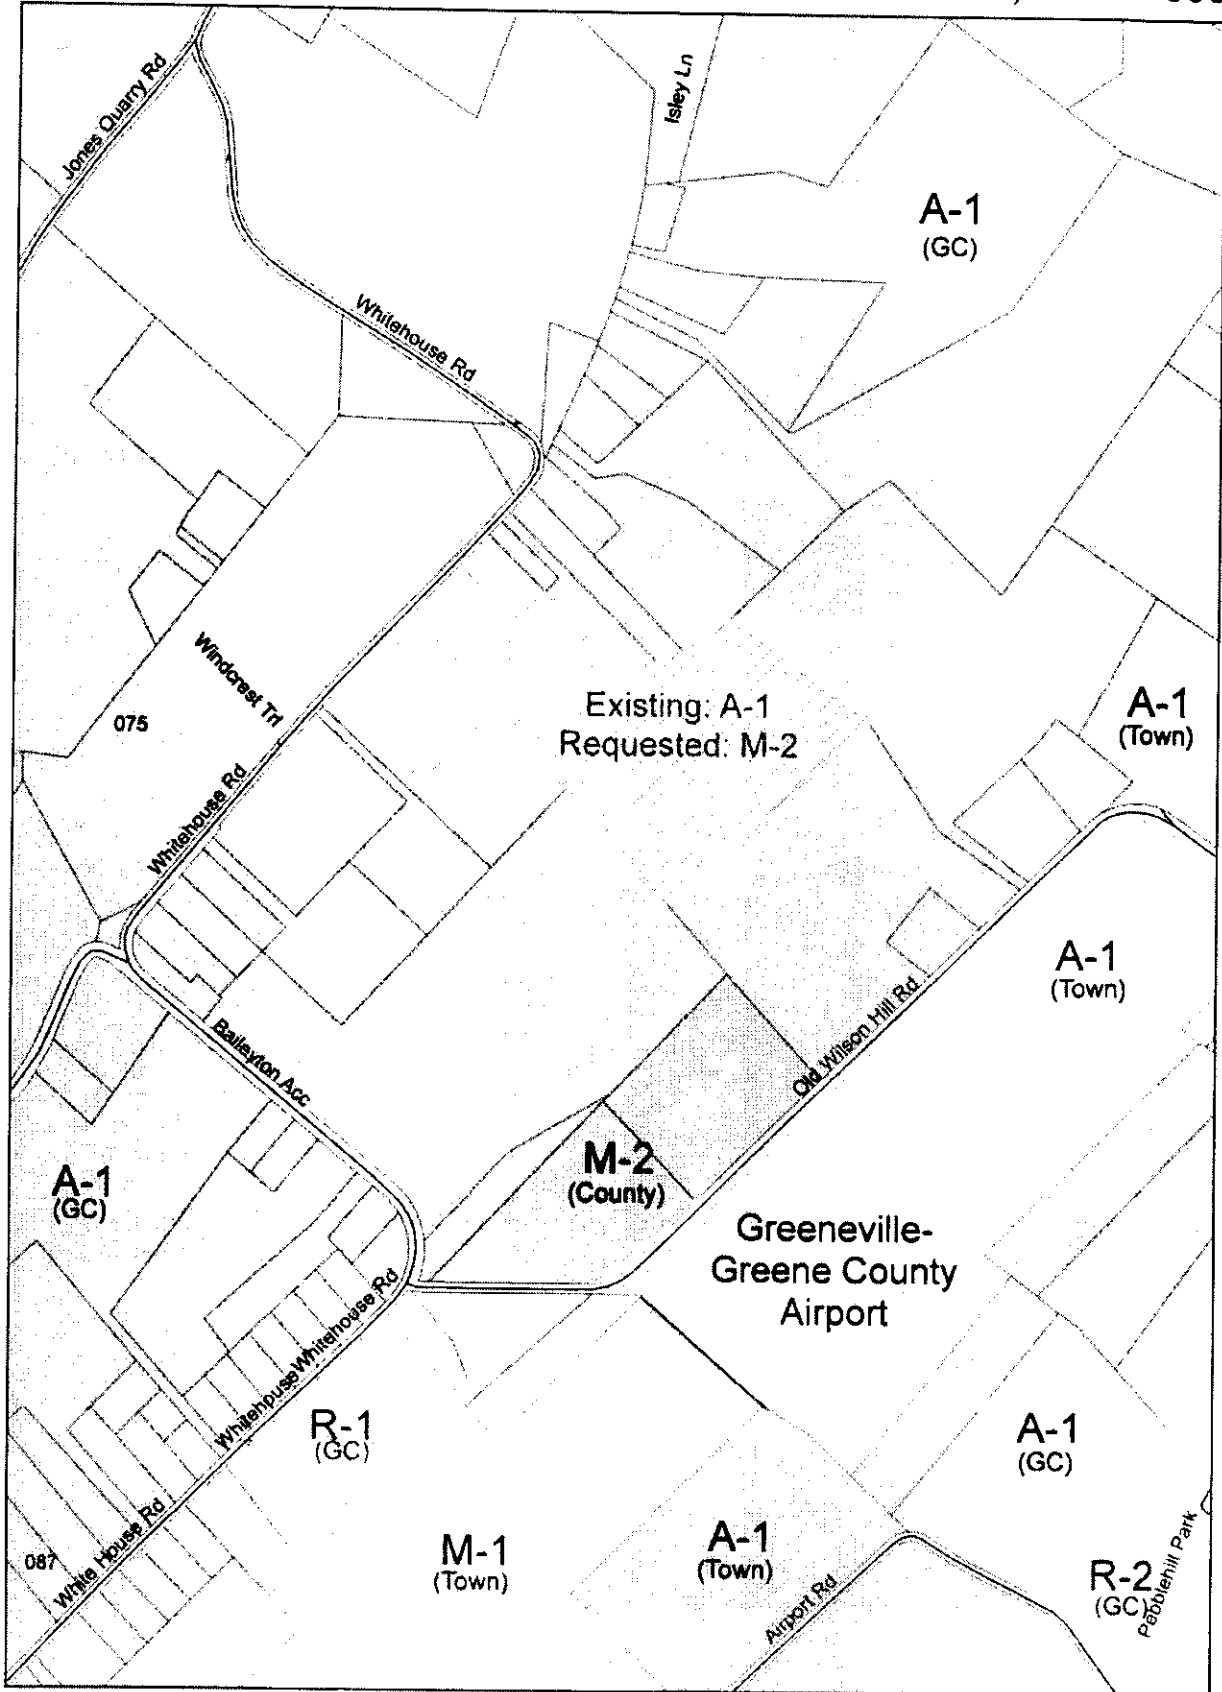 Jones Quarry Rd
Isley Ln
A-1
(GC)
Whitehouse Rd
Windcrest Trl
075
Existing: A-1
Requested: M-2
A-1
(Town)
Whitehouse Rd
A-1
(Town)
Old Wilson Hill Rd
Baileyton Acc
M-2
(County)
A-1
(GC)
Greeneville-
Greene County
Airport
Whitehouse Rd
Whitehouse
R-1
(GC)
A-1
(GC)
White House Rd
087
M-1
(Town)
A-1
(Town)
Airport Rd
R-2
(GC)
Pebblehill Park